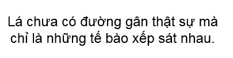 Lá chưa có đường gân thật sự mà
chỉ là những tế bào xếp sát nhau.